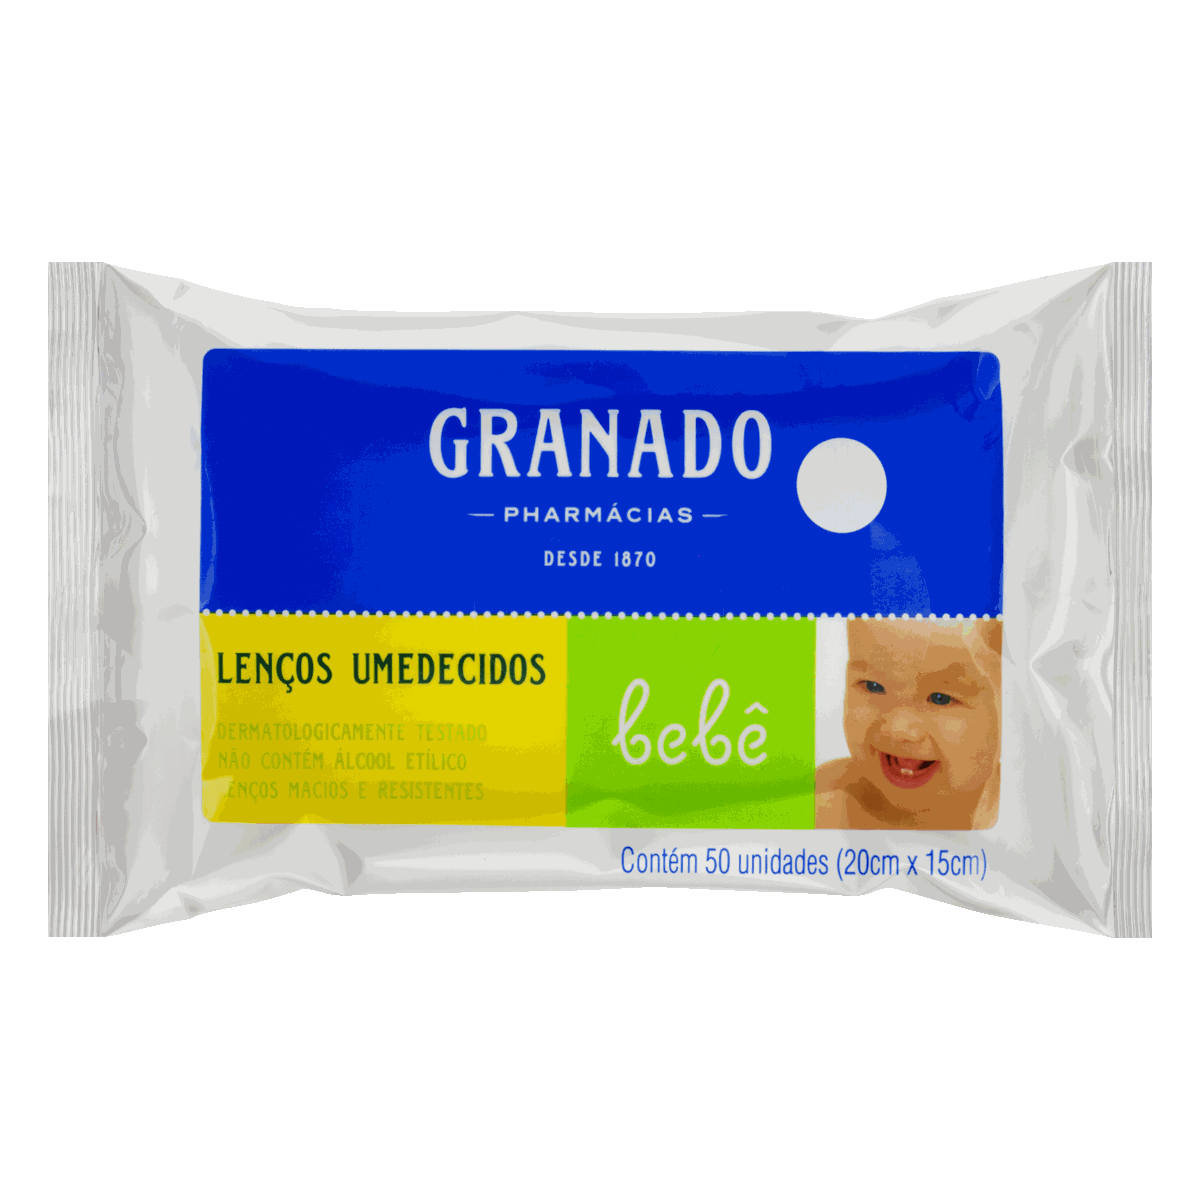 GRANADO
PHARMÁCIAS
DESDE 1870
LENÇOS UMEDECIDOS
DERMATOLOGICAMENTE TESTADO
NÃO CONTÉM ÁLCOOL ETÍLICO
LENÇOS MACIOS E RESISTENTES
bebê
Contém 50 unidades (20cm x 15cm)